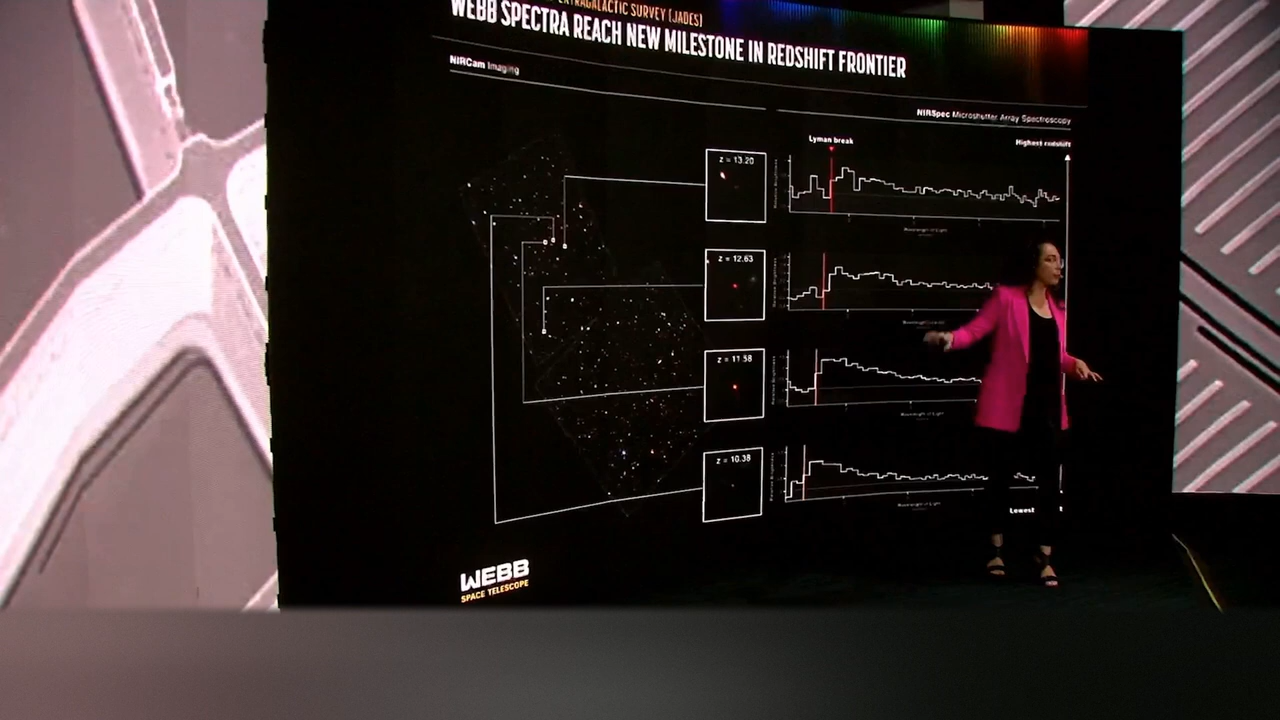 EXTRAGALACTIC SURVEY (JADES)
WEBB SPECTRA REACH NEW MILESTONE IN REDSHIFT FRONTIER
NIRCam Imaging
NIRSpec Microshutter Array Spectroscopy
Lyman break
Highest redshift
z = 13.20
z = 12.63
z = 11.58
z = 10.38
Lowest
WEBB
SPACE TELESCOPE